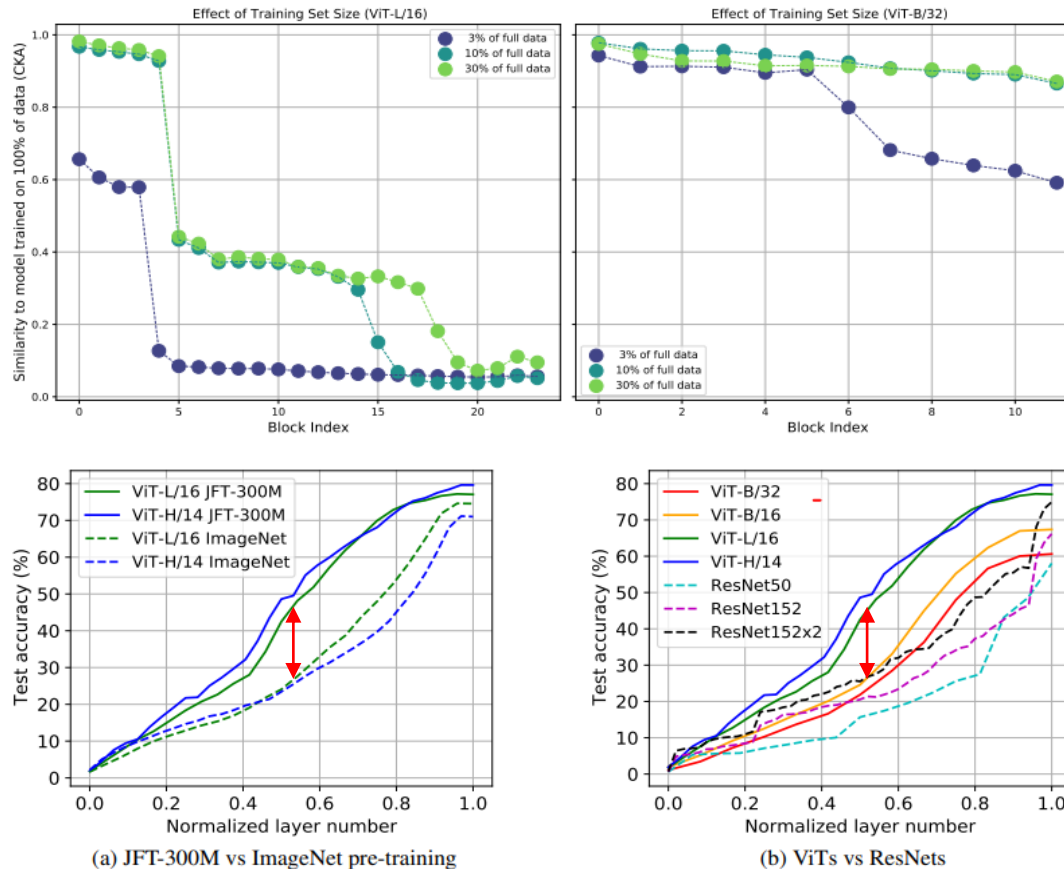 Effect of Training Set Size (ViT-L/16)
Similarity to model trained on 100% of data (CKA)
1.0
0.8
0.6
0.4
0.2
0.0
3% of full data
10% of full data
30% of full data
0 5 10 15 20
Block Index
Effect of Training Set Size (ViT-B/32)
3% of full data
10% of full data
30% of full data
0 2 4 6 8 10
Block Index
Test accuracy (%)
80
70
60
50
40
30
20
10
0
ViT-L/16 JFT-300M
ViT-H/14 JFT-300M
ViT-L/16 ImageNet
ViT-H/14 ImageNet
0.0 0.2 0.4 0.6 0.8 1.0
Normalized layer number
(a) JFT-300M vs ImageNet pre-training
Test accuracy (%)
80
70
60
50
40
30
20
10
0
ViT-B/32
ViT-B/16
ViT-L/16
ViT-H/14
ResNet50
ResNet152
ResNet152x2
0.0 0.2 0.4 0.6 0.8 1.0
Normalized layer number
(b) ViTs vs ResNets